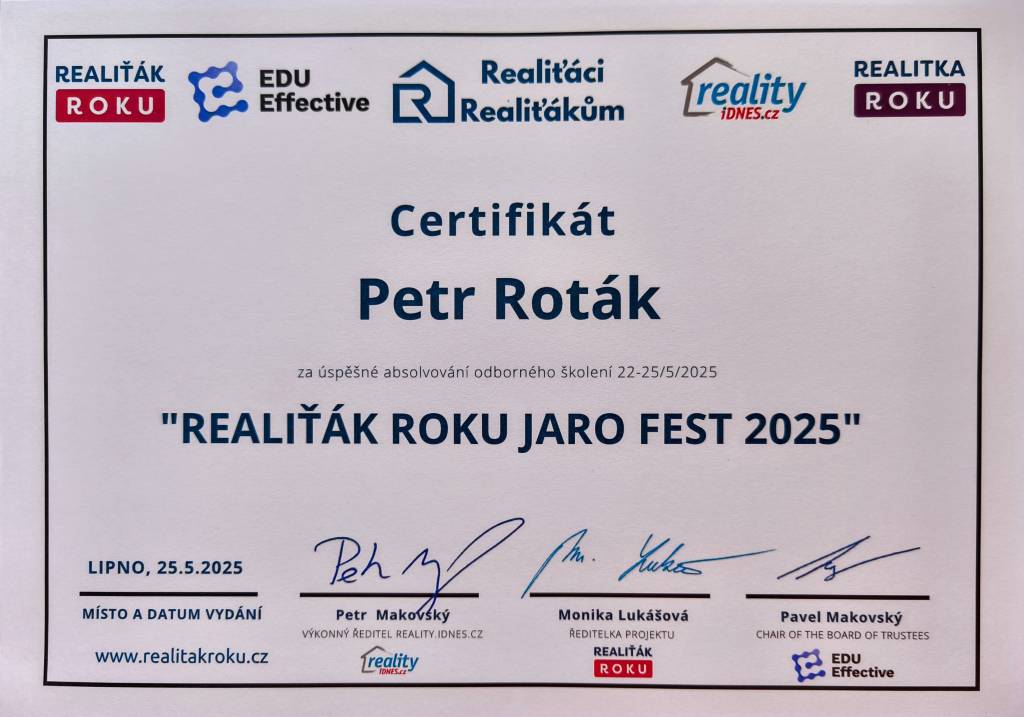 REALIŤÁK
ROKU
EDU
Effective
Realiťáci
Realiťákům
reality
iDNES.cz
REALITKA
ROKU
Certifikát
Petr Roták
za úspěšné absolvování odborného školení 22-25/5/2025
"REALIŤÁK ROKU JARO FEST 2025"
LIPNO, 25.5.2025
MÍSTO A DATUM VYDÁNÍ
www.realitakroku.cz
Petr Makovský
VÝKONNÝ ŘEDITEL REALITY.IDNES.CZ
reality
iDNES.cz
Monika Lukášová
ŘEDITELKA PROJEKTU
REALIŤÁK
ROKU
Pavel Makovský
CHAIR OF THE BOARD OF TRUSTEES
EDU
Effective